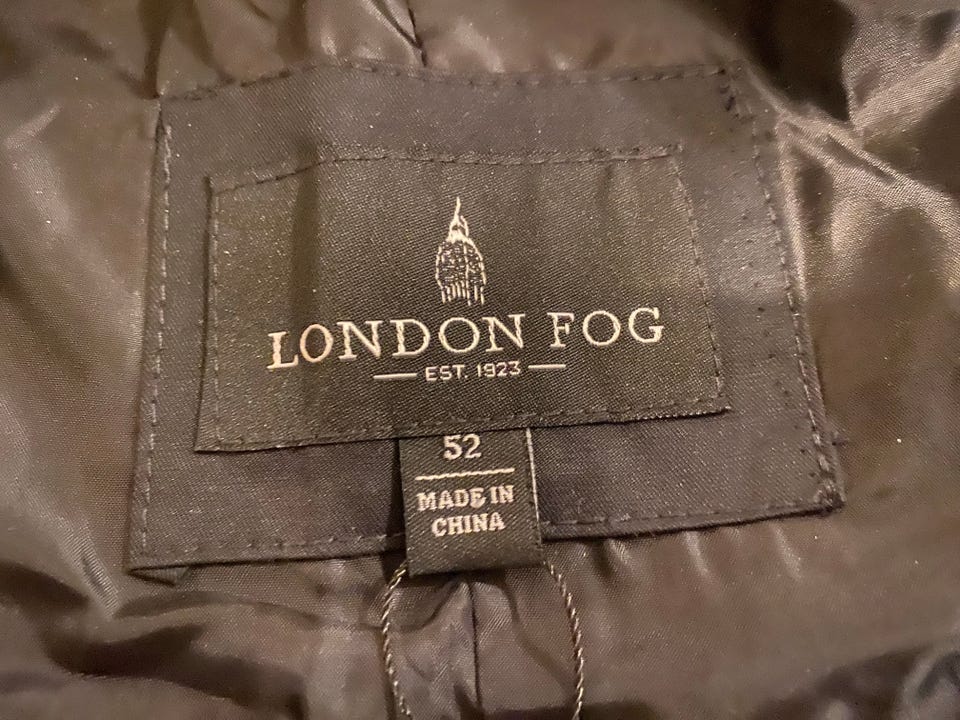 LONDON FOG
EST. 1923
52
MADE IN
CHINA